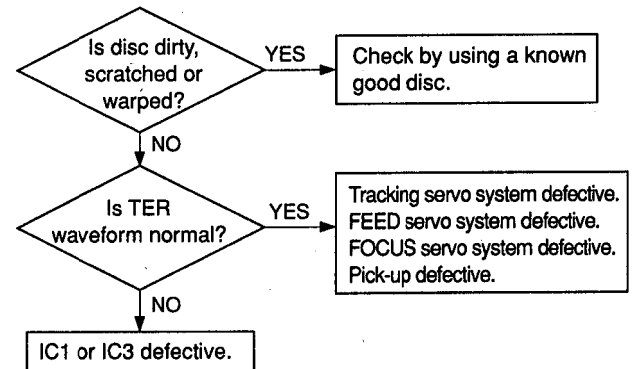 Is disc dirty,
scratched or
warped?
YES
Check by using a known
good disc.
NO
Is TER
waveform normal?
YES
Tracking servo system defective.
FEED servo system defective.
FOCUS servo system defective.
Pick-up defective.
NO
IC1 or IC3 defective.